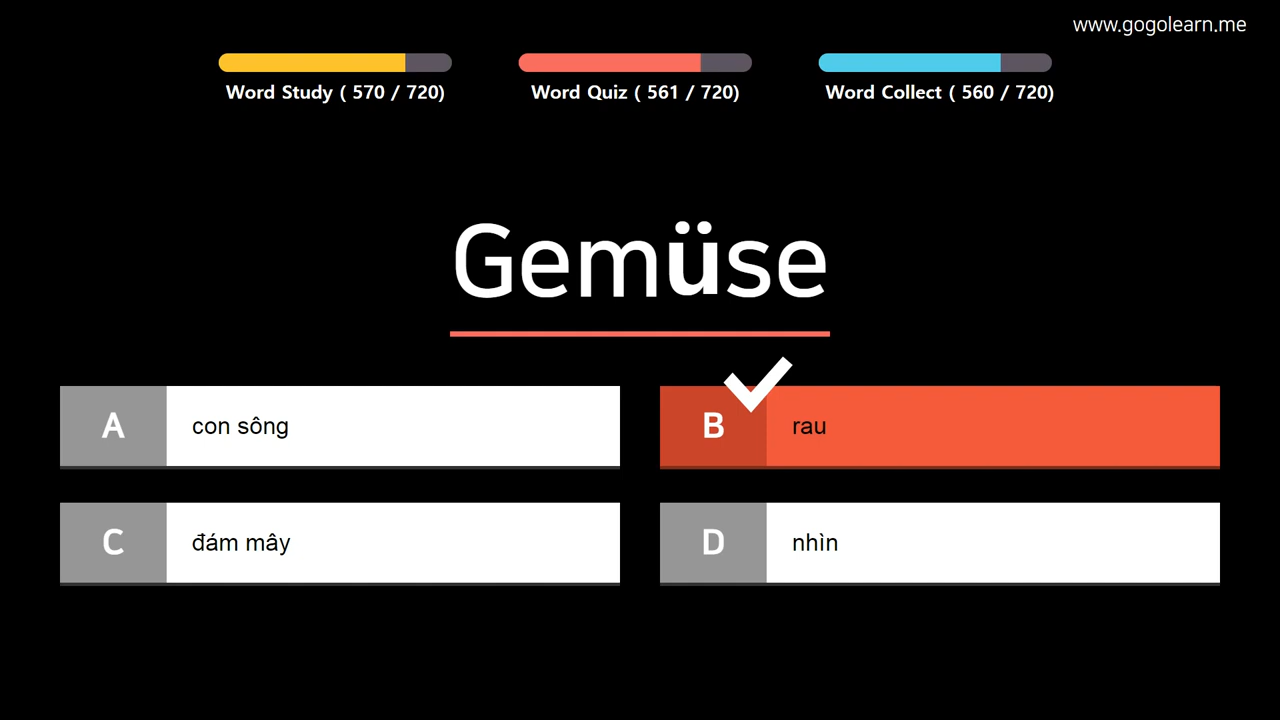 www.gogolearn.me
Word Study ( 570 / 720)
Word Quiz ( 561 / 720)
Word Collect ( 560 / 720)
Gemüse
A con sông
B rau
C đám mây
D nhìn